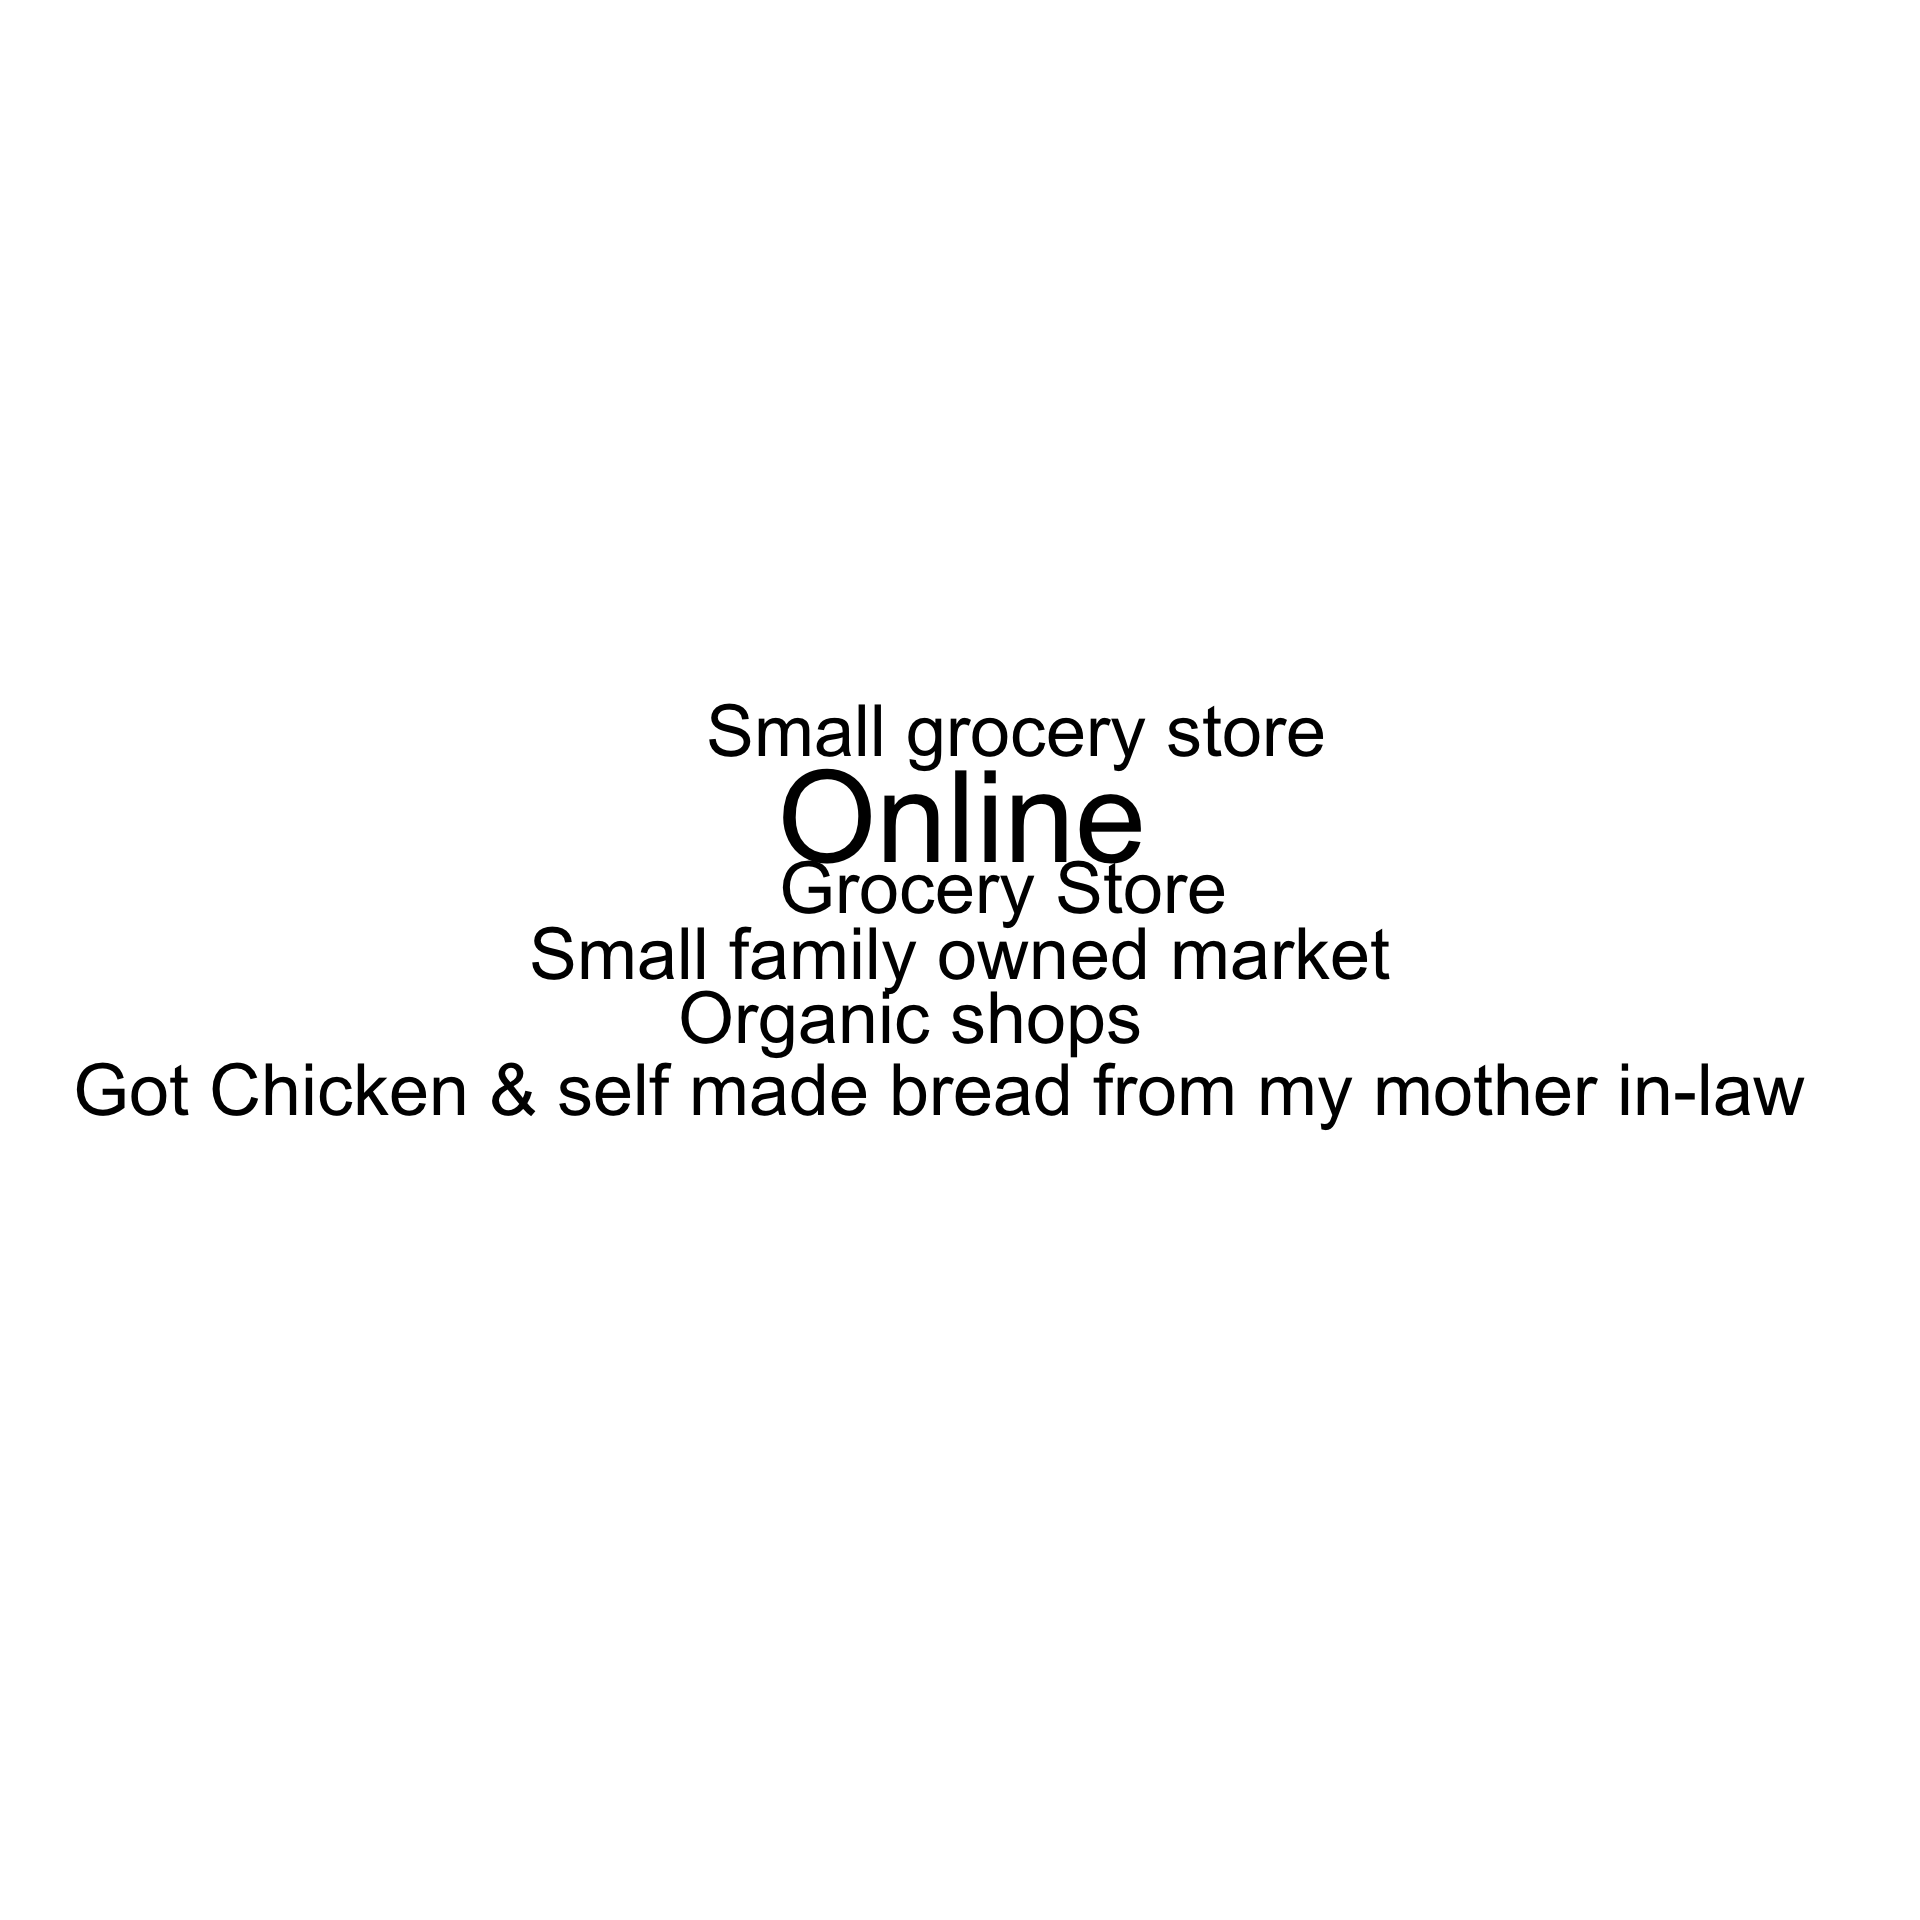 Small grocery store
Online
Grocery Store
Small family owned market
Organic shops
Got Chicken & self made bread from my mother in-law